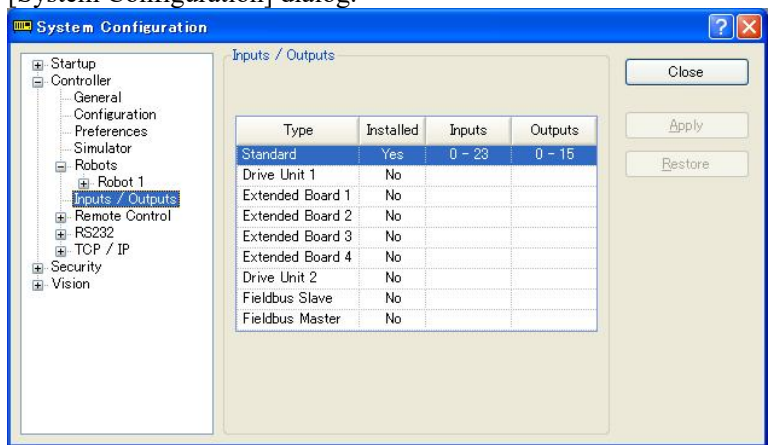 [System Configuration] dialog.
System Configuration
Startup
Controller
General
Configuration
Preferences
Simulator
Robots
Robot 1
Inputs / Outputs
Remote Control
RS232
TCP / IP
Security
Vision
Inputs / Outputs
Type Installed Inputs Outputs
Standard Yes 0 - 23 0 - 15
Drive Unit 1 No
Extended Board 1 No
Extended Board 2 No
Extended Board 3 No
Extended Board 4 No
Drive Unit 2 No
Fieldbus Slave No
Fieldbus Master No
Close
Apply
Restore